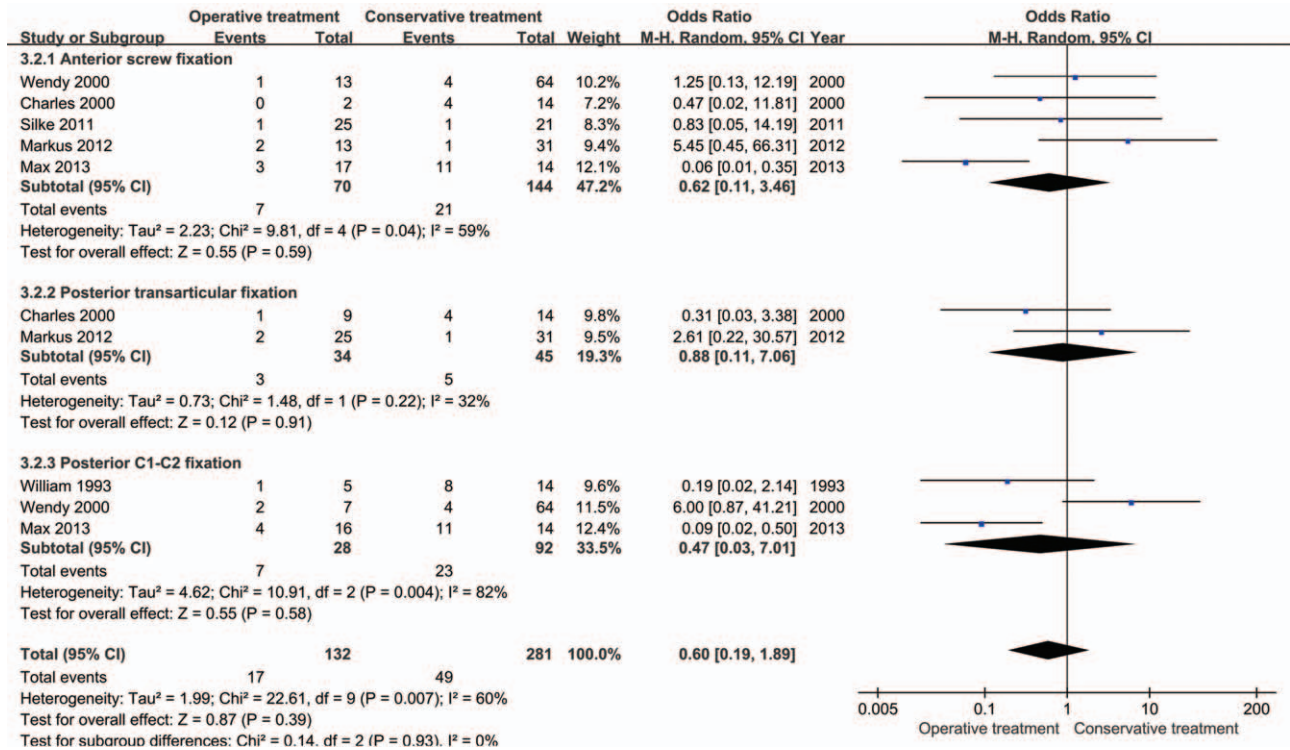 Operative treatment Conservative treatment Odds Ratio Odds Ratio
Study or Subgroup Events Total Events Total Weight M-H, Random, 95% CI Year M-H, Random, 95% CI
3.2.1 Anterior screw fixation
Wendy 2000 1 13 4 64 10.2% 1.25 [0.13, 12.19] 2000
Charles 2000 0 2 4 14 7.2% 0.47 [0.02, 11.81] 2000
Silke 2011 1 25 1 21 8.3% 0.83 [0.05, 14.19] 2011
Markus 2012 2 13 1 31 9.4% 5.45 [0.45, 66.31] 2012
Max 2013 3 17 11 14 12.1% 0.06 [0.01, 0.35] 2013
Subtotal (95% CI) 70 144 47.2% 0.62 [0.11, 3.46]
Total events 7 21
Heterogeneity: Tau² = 2.23; Chi² = 9.81, df = 4 (P = 0.04); I² = 59%
Test for overall effect: Z = 0.55 (P = 0.59)
3.2.2 Posterior transarticular fixation
Charles 2000 1 9 4 14 9.8% 0.31 [0.03, 3.38] 2000
Markus 2012 2 25 1 31 9.5% 2.61 [0.22, 30.57] 2012
Subtotal (95% CI) 34 45 19.3% 0.88 [0.11, 7.06]
Total events 3 5
Heterogeneity: Tau² = 0.73; Chi² = 1.48, df = 1 (P = 0.22); I² = 32%
Test for overall effect: Z = 0.12 (P = 0.91)
3.2.3 Posterior C1-C2 fixation
William 1993 1 5 8 14 9.6% 0.19 [0.02, 2.14] 1993
Wendy 2000 2 7 4 64 11.5% 6.00 [0.87, 41.21] 2000
Max 2013 4 16 11 14 12.4% 0.09 [0.02, 0.50] 2013
Subtotal (95% CI) 28 92 33.5% 0.47 [0.03, 7.01]
Total events 7 23
Heterogeneity: Tau² = 4.62; Chi² = 10.91, df = 2 (P = 0.004); I² = 82%
Test for overall effect: Z = 0.55 (P = 0.58)
Total (95% CI) 132 281 100.0% 0.60 [0.19, 1.89]
Total events 17 49
Heterogeneity: Tau² = 1.99; Chi² = 22.61, df = 9 (P = 0.007); I² = 60%
Test for overall effect: Z = 0.87 (P = 0.39)
Test for subgroup differences: Chi² = 0.14, df = 2 (P = 0.93), I² = 0%
0.005 0.1 1 10 200
Operative treatment Conservative treatment